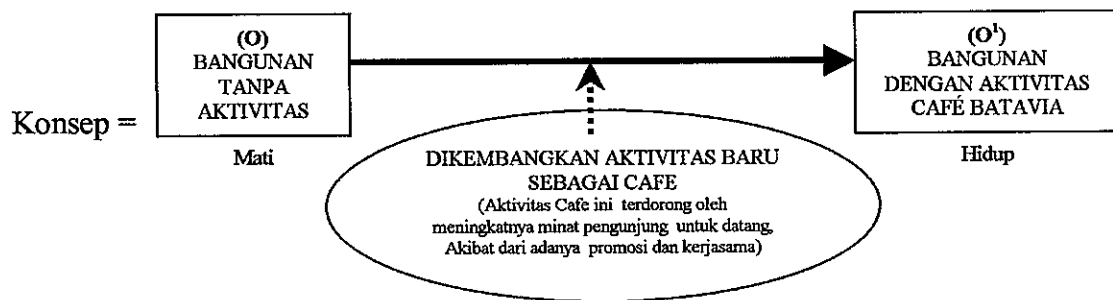 (O)
BANGUNAN
TANPA
AKTIVITAS
(O¹)
BANGUNAN
DENGAN AKTIVITAS
CAFÉ BATAVIA
Konsep =
Mati
Hidup
DIKEMBANGKAN AKTIVITAS BARU
SEBAGAI CAFE
(Aktivitas Cafe ini terdorong oleh
meningkatnya minat pengunjung untuk datang,
Akibat dari adanya promosi dan kerjasama)